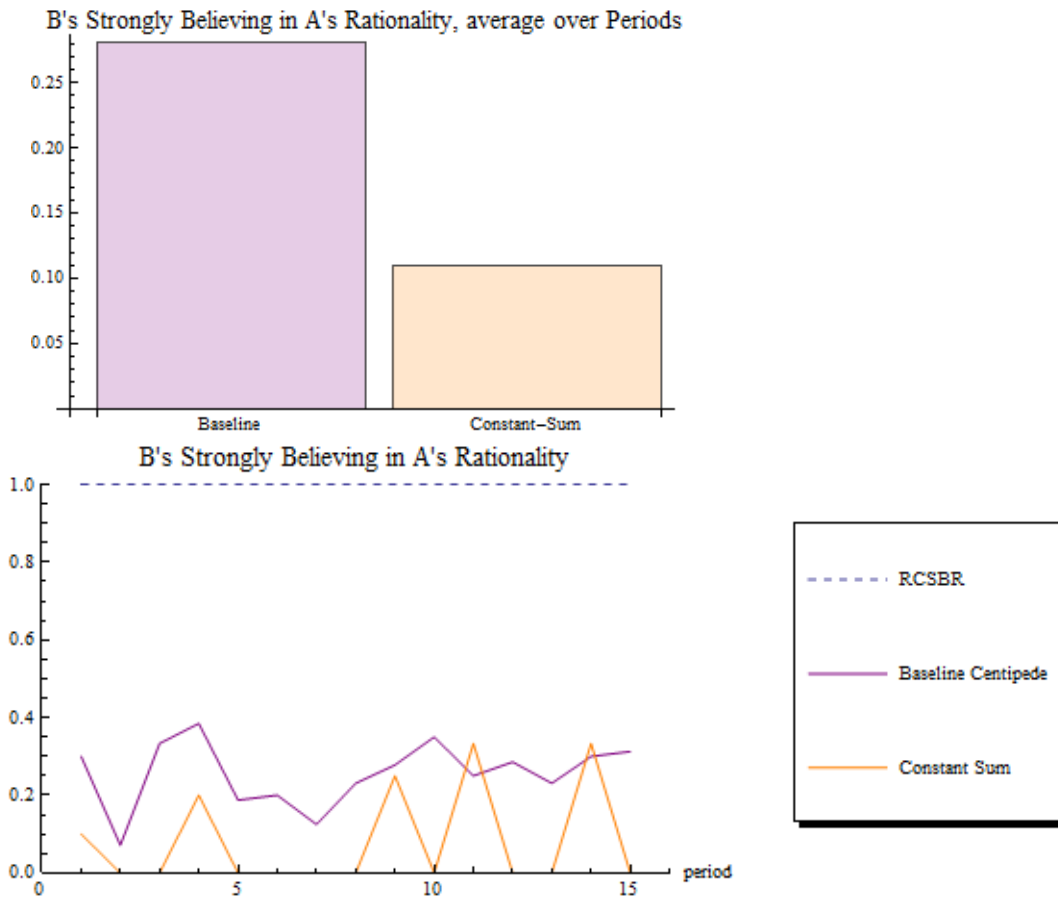 B's Strongly Believing in A's Rationality, average over Periods
0.25
0.20
0.15
0.10
0.05
Baseline Constant-Sum
B's Strongly Believing in A's Rationality
1.0
0.8
0.6
0.4
0.2
0.0
0 5 10 15 period
RCSBR
Baseline Centipede
Constant Sum